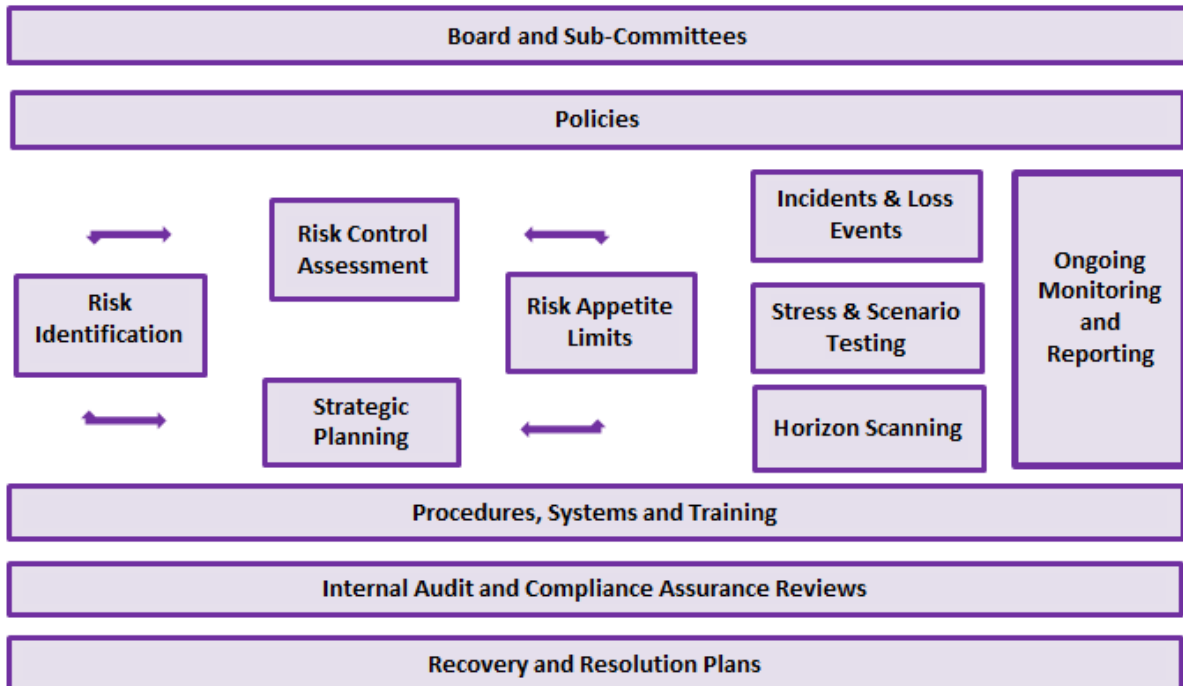 Board and Sub-Committees
Policies
Risk Control
Assessment
Incidents & Loss
Events
Ongoing
Monitoring
and
Reporting
Risk
Identification
Risk Appetite
Limits
Stress & Scenario
Testing
Strategic
Planning
Horizon Scanning
Procedures, Systems and Training
Internal Audit and Compliance Assurance Reviews
Recovery and Resolution Plans